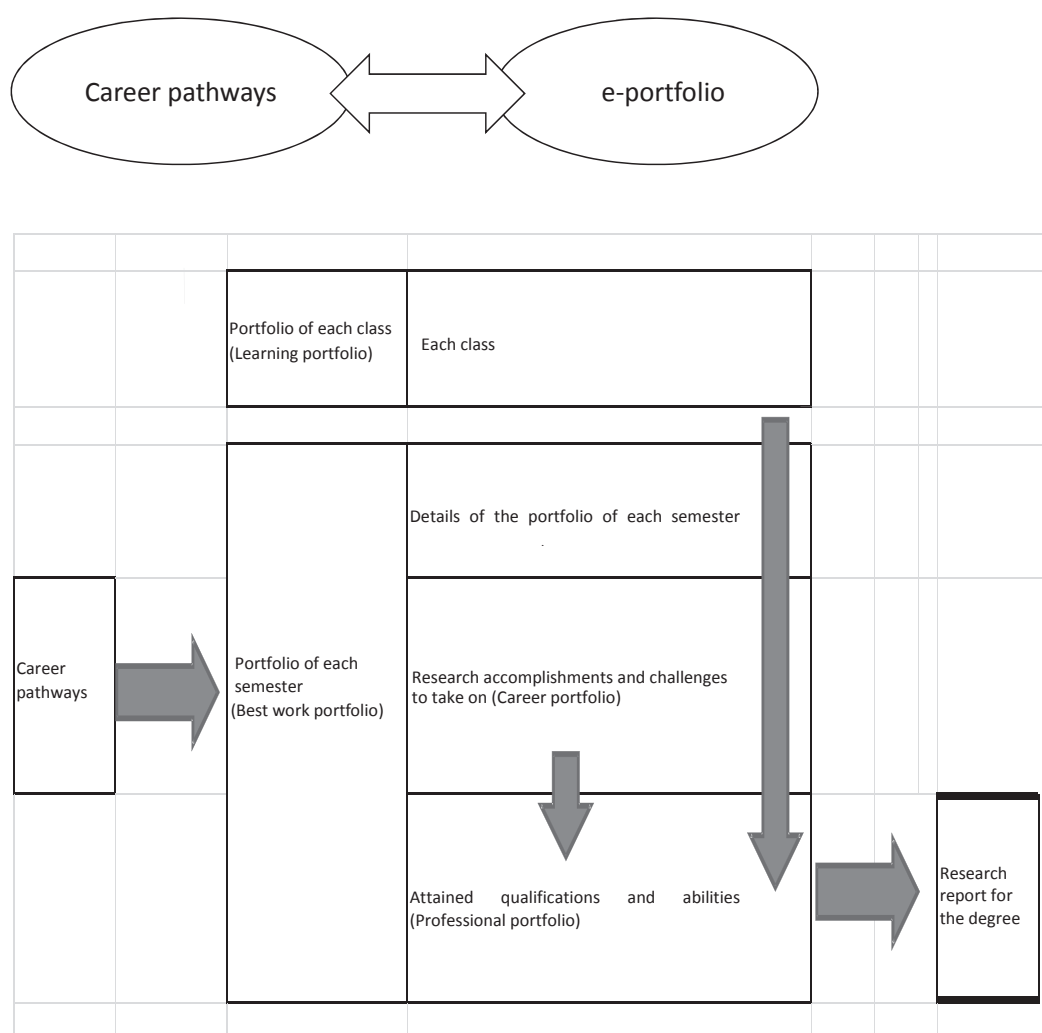 Career pathways
e-portfolio
Portfolio of each class
(Learning portfolio)
Each class
Details of the portfolio of each semester
.
Career
pathways
Portfolio of each
semester
(Best work portfolio)
Research accomplishments and challenges
to take on (Career portfolio)
Attained qualifications and abilities
(Professional portfolio)
Research
report for
the degree